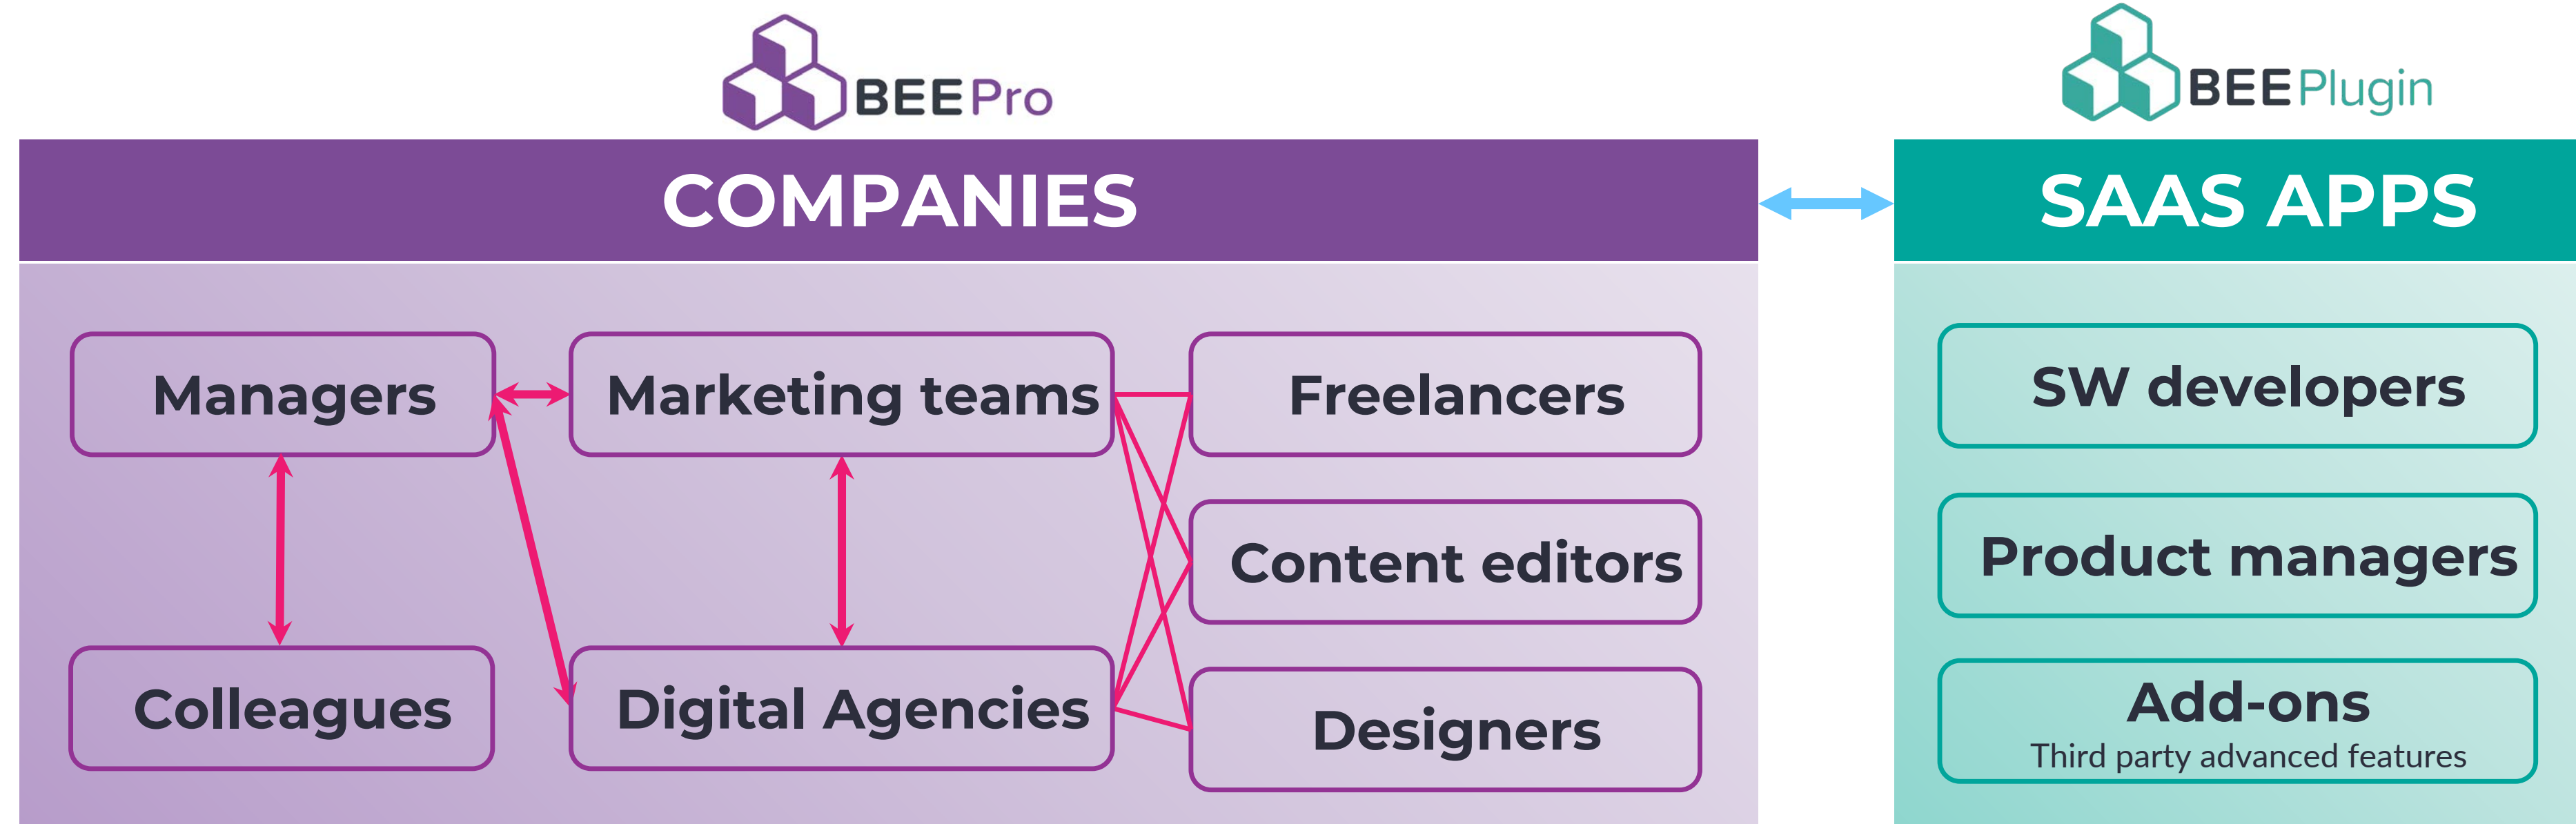 BEEPro
BEEPlugin
COMPANIES
SAAS APPS
Managers
Marketing teams
Freelancers
Content editors
Colleagues
Digital Agencies
Designers
SW developers
Product managers
Add-ons
Third party advanced features